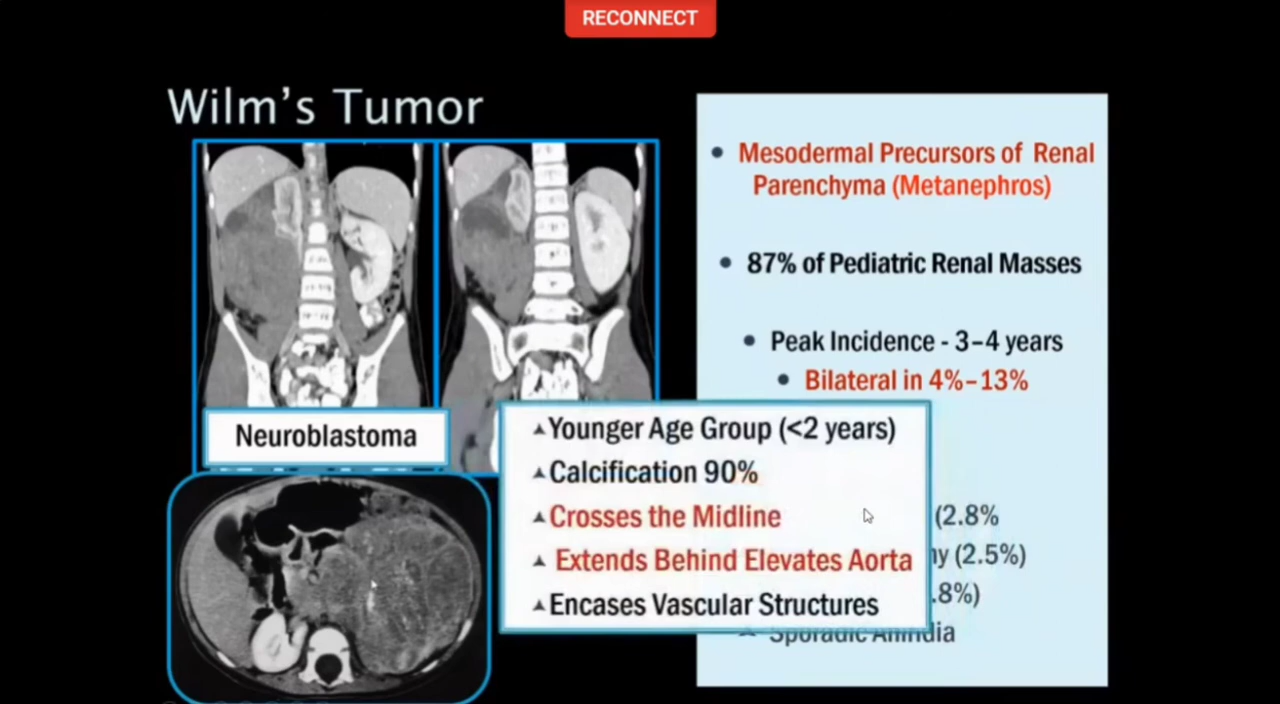 RECONNECT
Wilm's Tumor
• Mesodermal Precursors of Renal
Parenchyma (Metanephros)
• 87% of Pediatric Renal Masses
• Peak Incidence - 3-4 years
• Bilateral in 4%-13%
Neuroblastoma
▲Younger Age Group (<2 years)
▲Calcification 90%
▲Crosses the Midline
▲ Extends Behind Elevates Aorta
▲Encases Vascular Structures
(2.8%
(2.5%)
.8%)
Sporadic Aniridia